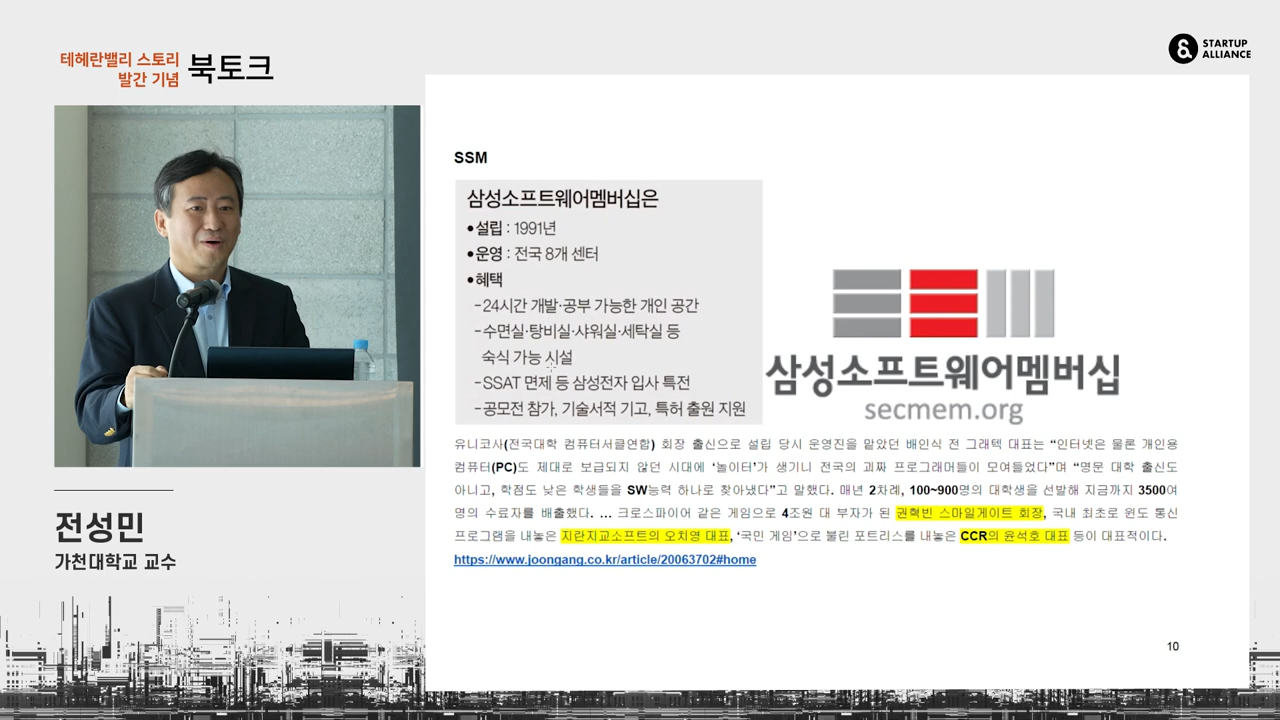 테헤란밸리 스토리
발간 기념
북토크
STARTUP
ALLIANCE
SSM
삼성소프트웨어멤버십은
•설립 : 1991년
•운영 : 전국 8개 센터
•혜택
-24시간 개발·공부 가능한 개인 공간
-수면실·탕비실·샤워실·세탁실 등
숙식 가능 시설
-SSAT 면제 등 삼성전자 입사 특전
-공모전 참가, 기술서적 기고, 특허 출원 지원
삼성소프트웨어멤버십
secmem.org
유니코사(전국대학 컴퓨터서클연합) 회장 출신으로 설립 당시 운영진을 맡았던 배인식 전 그래텍 대표는 “인터넷은 물론 개인용
컴퓨터(PC)도 제대로 보급되지 않던 시대에 ‘놀이터’가 생기니 전국의 괴짜 프로그래머들이 모여들었다”며 “명문 대학 출신도
아니고, 학점도 낮은 학생들을 SW능력 하나로 찾아냈다”고 말했다. 매년 2차례, 100~900명의 대학생을 선발해 지금까지 3500여
명의 수료자를 배출했다. ... 크로스파이어 같은 게임으로 4조원 대 부자가 된 권혁빈 스마일게이트 회장, 국내 최초로 윈도 통신
프로그램을 내놓은 지란지교소프트의 오치영 대표, ‘국민 게임’으로 불린 포트리스를 내놓은 CCR의 윤석호 대표 등이 대표적이다.
https://www.joongang.co.kr/article/20063702#home
10
전성민
가천대학교 교수